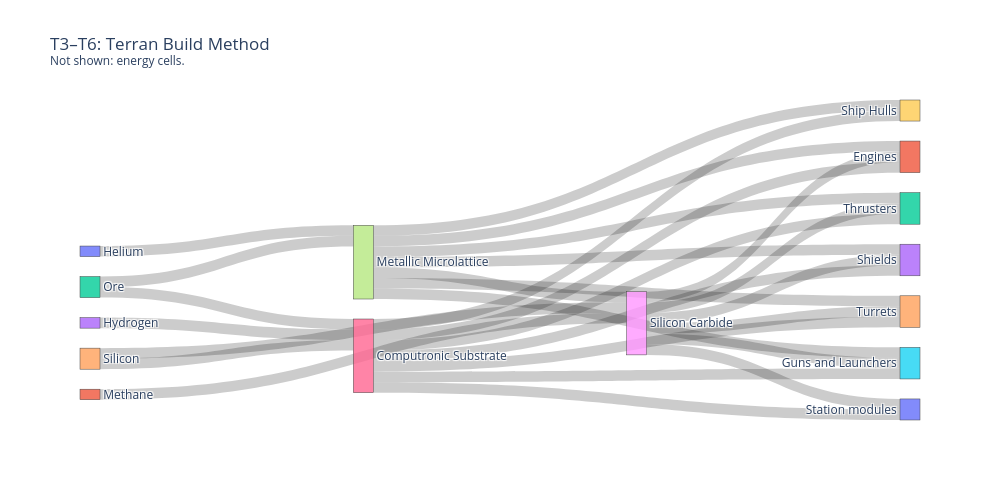 T3–T6: Terran Build Method
Not shown: energy cells.
Ship Hulls
Engines
Thrusters
Helium
Metallic Microlattice
Shields
Ore
Hydrogen
Silicon Carbide
Turrets
Silicon
Computronic Substrate
Guns and Launchers
Methane
Station modules